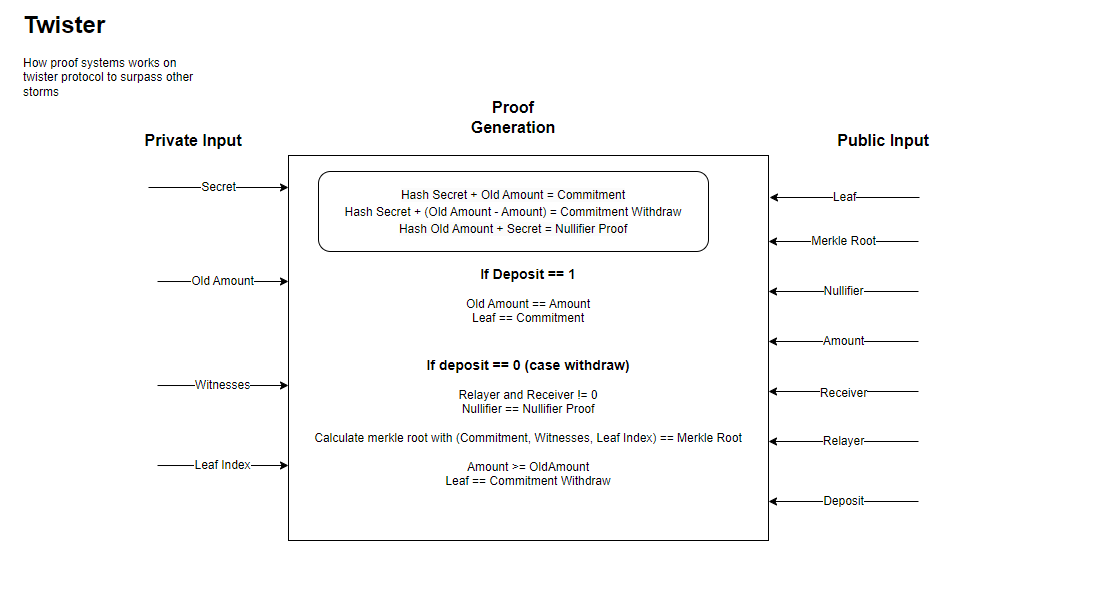 Twister
How proof systems works on
twister protocol to surpass other
storms
Proof
Generation
Private Input
Public Input
Secret
Old Amount
Witnesses
Leaf Index
Hash Secret + Old Amount = Commitment
Hash Secret + (Old Amount - Amount) = Commitment Withdraw
Hash Old Amount + Secret = Nullifier Proof
If Deposit == 1
Old Amount == Amount
Leaf == Commitment
If deposit == 0 (case withdraw)
Relayer and Receiver != 0
Nullifier == Nullifier Proof
Calculate merkle root with (Commitment, Witnesses, Leaf Index) == Merkle Root
Amount >= OldAmount
Leaf == Commitment Withdraw
Leaf
Merkle Root
Nullifier
Amount
Receiver
Relayer
Deposit